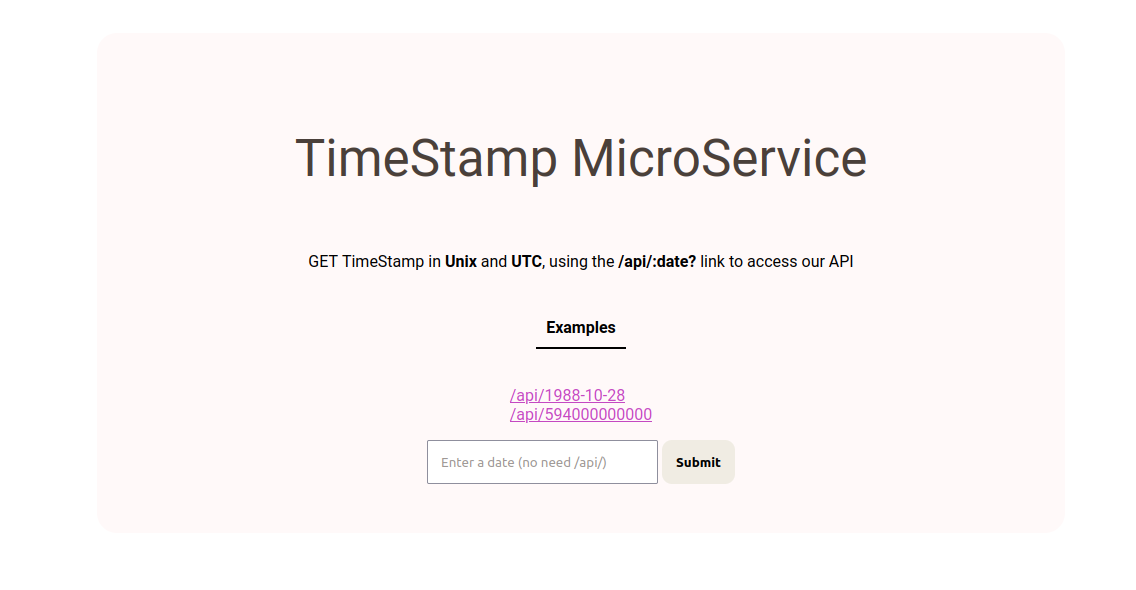 TimeStamp MicroService
GET TimeStamp in Unix and UTC, using the /api/:date? link to access our API
Examples
/api/1988-10-28
/api/594000000000
Enter a date (no need /api/) Submit